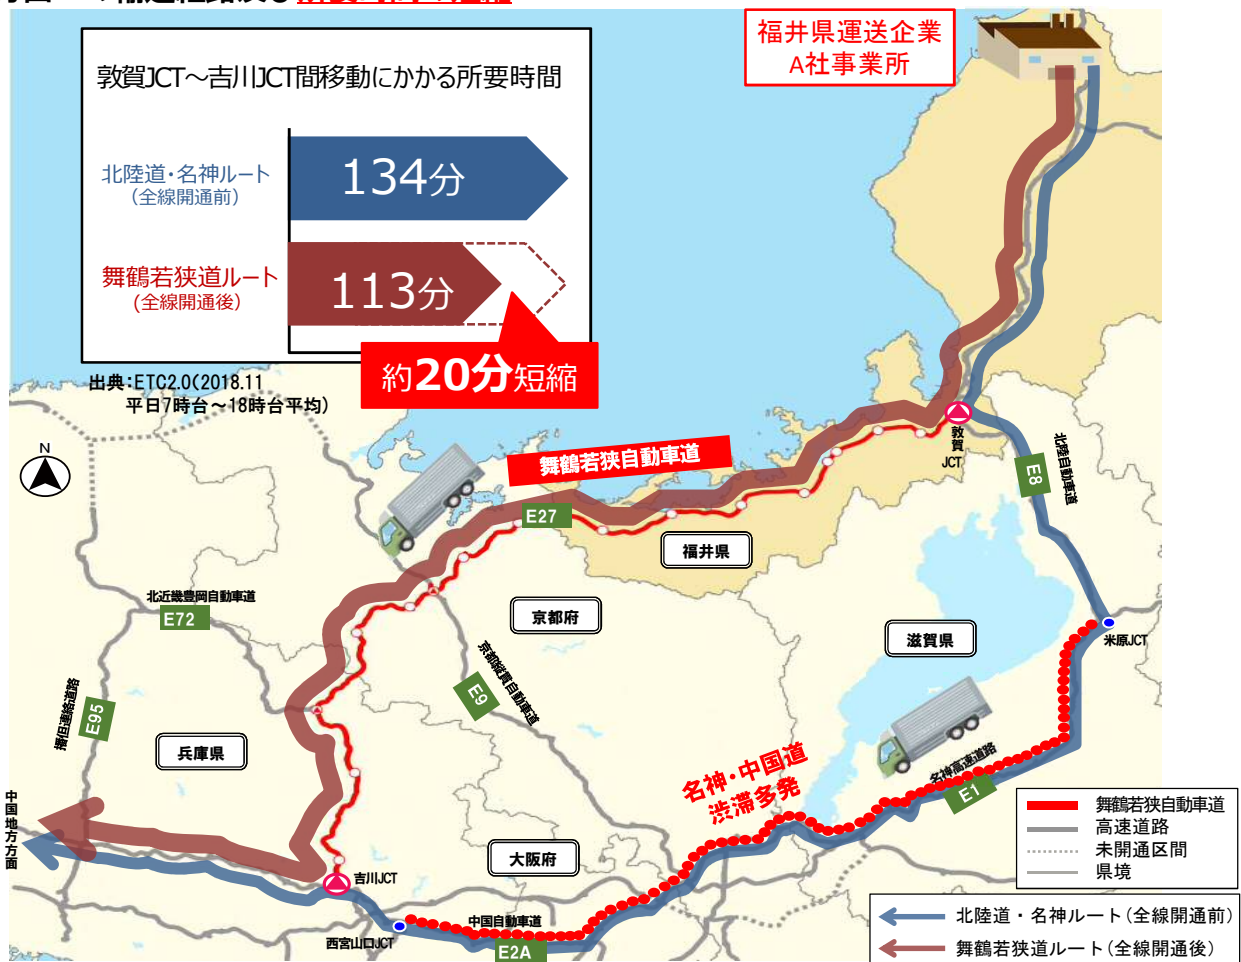 福井県運送企業
A社事業所
敦賀JCT～吉川JCT間移動にかかる所要時間
北陸道・名神ルート
(全線開通前)
134分
舞鶴若狭道ルート
(全線開通後)
113分
約20分短縮
出典:ETC2.0(2018.11
平日7時台～18時台平均)
N
舞鶴若狭自動車道
E27
敦賀
JCT
北陸自動車道
E8
福井県
京都府
滋賀県
米原JCT
北近畿豊岡自動車道
E72
E9
播但連絡道路
E95
兵庫県
名神・中国道
渋滞多発
名神高速道路
E1
中国地方方面
大阪府
吉川JCT
中国自動車道
西宮山口JCT
E2A
舞鶴若狭自動車道
高速道路
未開通区間
県境
北陸道・名神ルート(全線開通前)
舞鶴若狭道ルート(全線開通後)